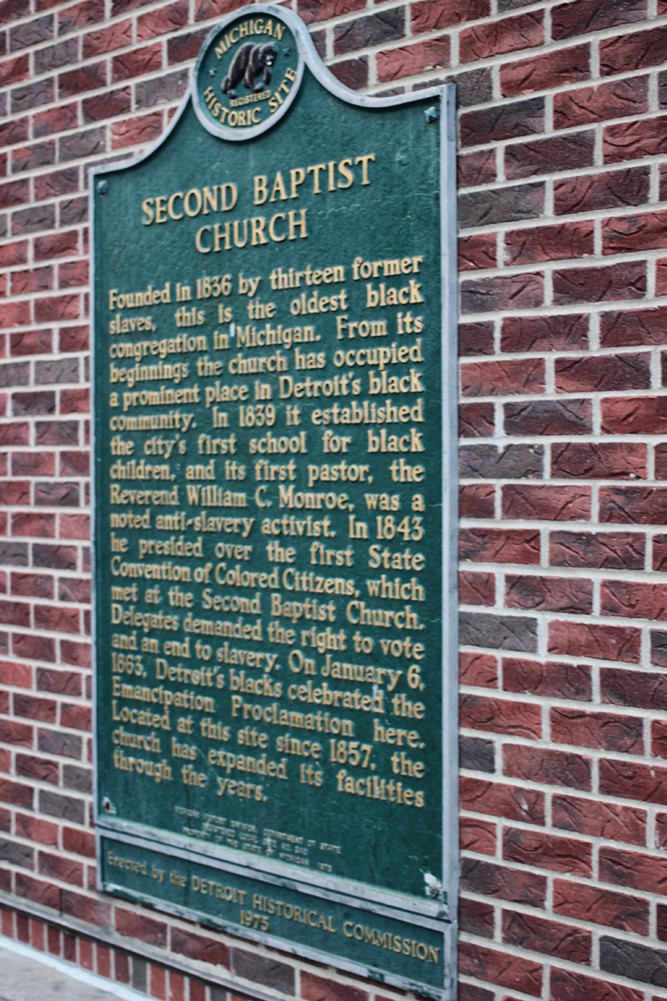 MICHIGAN
REGISTERED
HISTORIC SITE
SECOND BAPTIST
CHURCH
Founded in 1836 by thirteen former
slaves, this is the oldest black
congregation in Michigan. From its
beginnings the church has occupied
a prominent place in Detroit's black
community. In 1839 it established
the city's first school for black
children, and its first pastor, the
Reverend William C. Monroe, was a
noted anti-slavery activist. In 1843
he presided over the first State
Convention of Colored Citizens, which
met at the Second Baptist Church.
Delegates demanded the right to vote
and an end to slavery. On January 6,
1863, Detroit's blacks celebrated the
Emancipation Proclamation here.
Located at this site since 1857, the
church has expanded its facilities
through the years.
DEPARTMENT OF STATE
Erected by the DETROIT HISTORICAL COMMISSION
1975